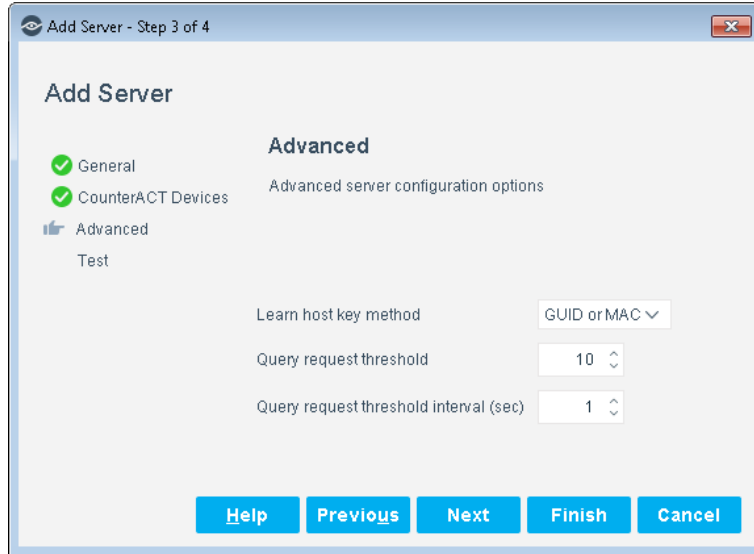 Add Server - Step 3 of 4
Add Server
General
CounterACT Devices
Advanced
Test
Advanced
Advanced server configuration options
Learn host key method GUID or MAC
Query request threshold 10
Query request threshold interval (sec) 1
Help Previous Next Finish Cancel